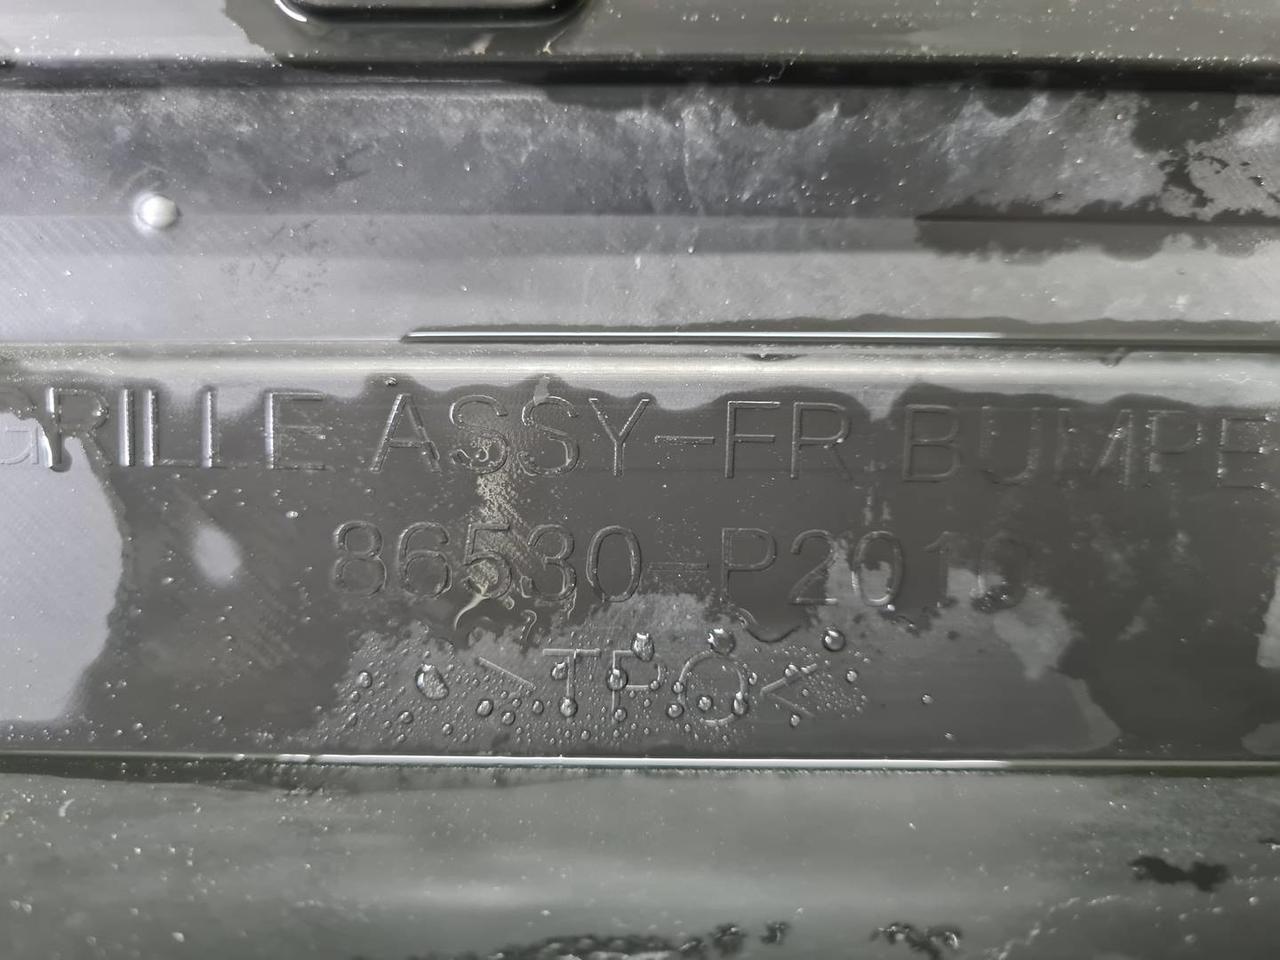 GRILLE ASSY-FR BUMPE
86530-P2010
>TPO<